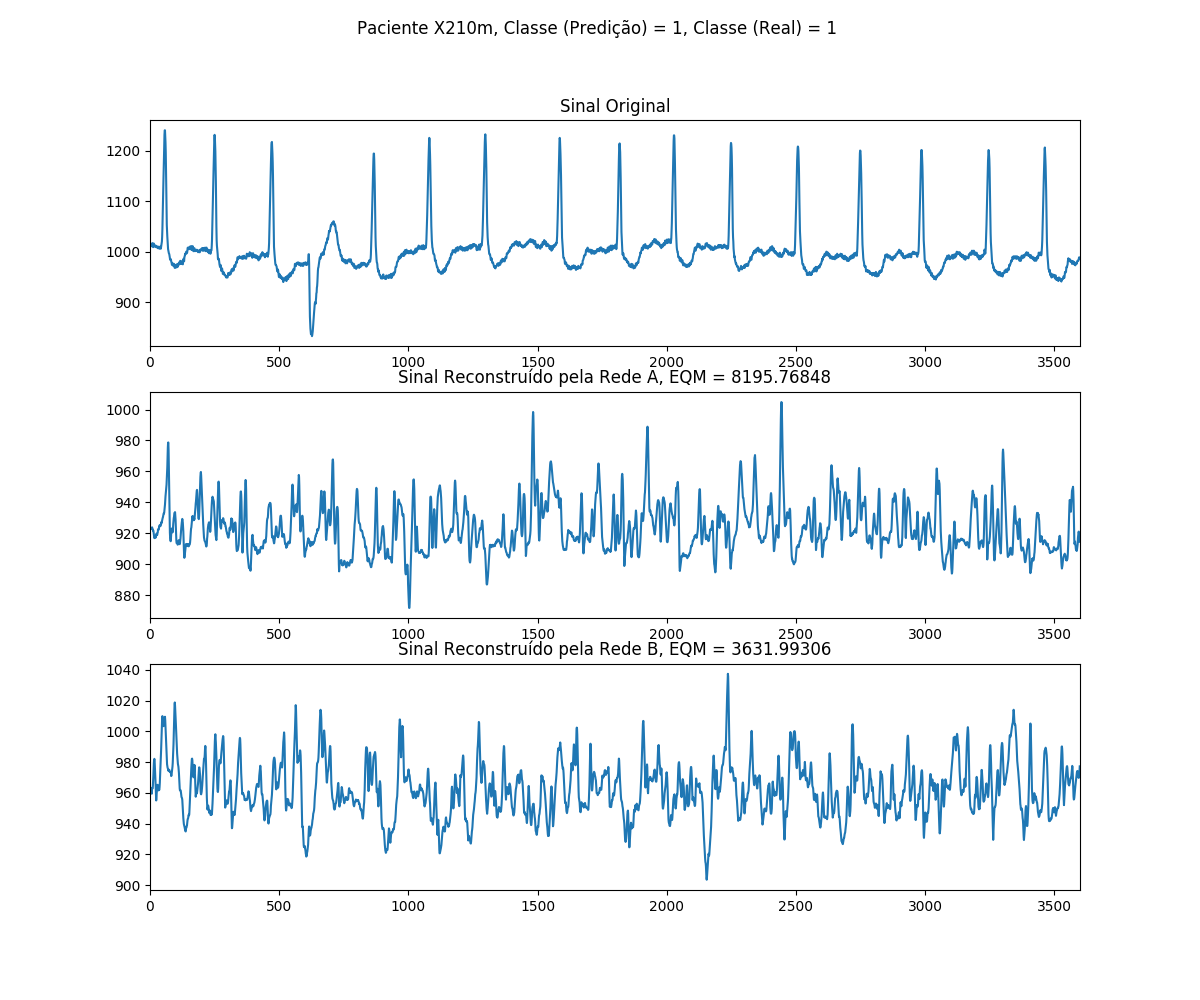 Paciente X210m, Classe (Predição) = 1, Classe (Real) = 1
Sinal Original
1200
1100
1000
900
0 500 1000 1500 2000 2500 3000 3500
Sinal Reconstruído pela Rede A, EQM = 8195.76848
1000
980
960
940
920
900
880
0 500 1000 1500 2000 2500 3000 3500
Sinal Reconstruído pela Rede B, EQM = 3631.99306
1040
1020
1000
980
960
940
920
900
0 500 1000 1500 2000 2500 3000 3500